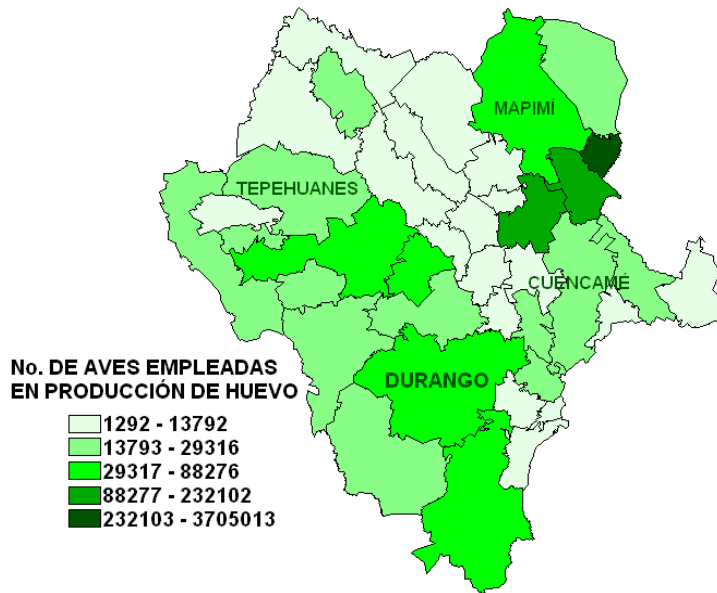 MAPIMÍ
TEPEHUANES
CUENCAMÉ
DURANGO
No. DE AVES EMPLEADAS
EN PRODUCCIÓN DE HUEVO
1292 - 13792
13793 - 29316
29317 - 88276
88277 - 232102
232103 - 3705013